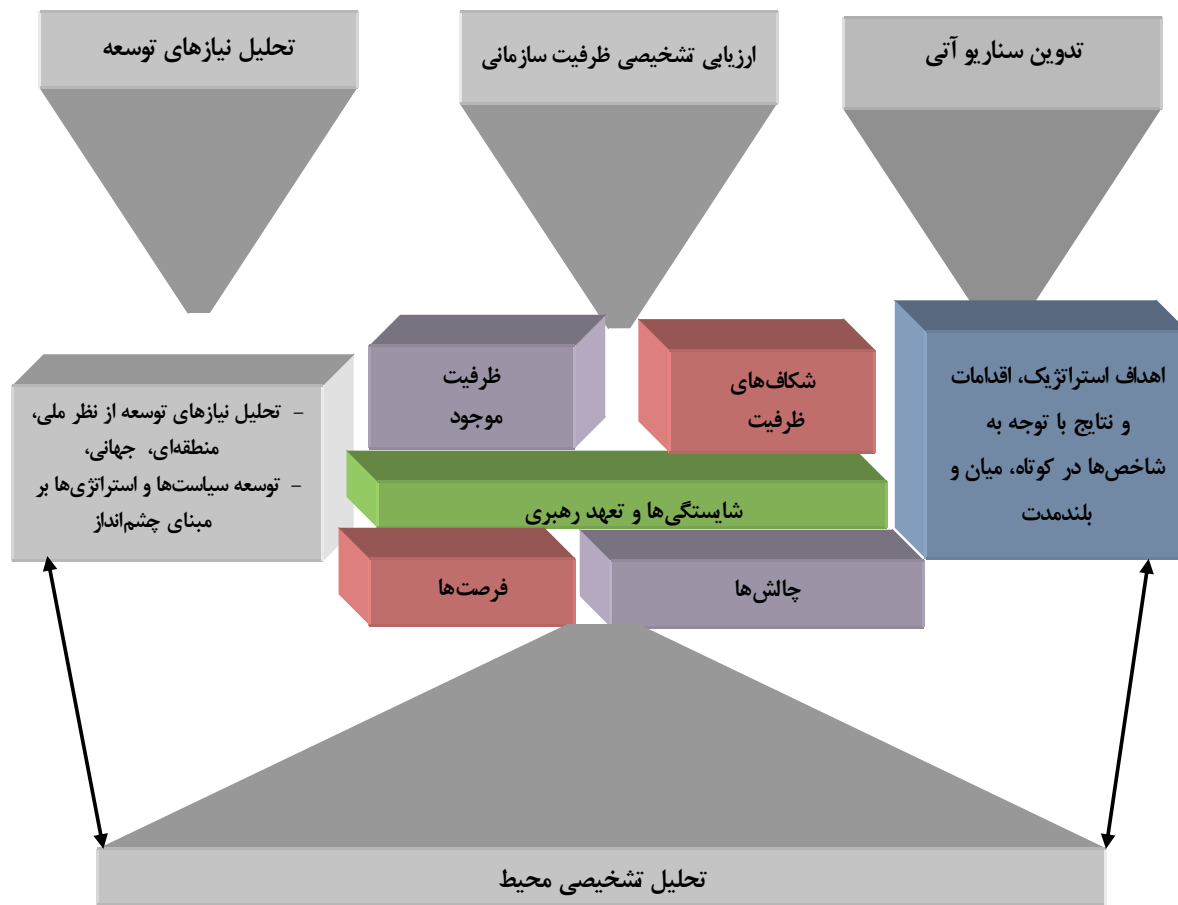 تدوین سناریو آتی
ارزیابی تشخیصی ظرفیت سازمانی
تحلیل نیازهای توسعه
اهداف استراتژیک، اقدامات
و نتایج با توجه به
شاخص‌ها در کوتاه، میان و
بلندمدت
شکاف‌های
ظرفیت
ظرفیت
موجود
شایستگی‌ها و تعهد رهبری
چالش‌ها
فرصت‌ها
- تحلیل نیازهای توسعه از نظر ملی،
منطقه‌ای، جهانی،
- توسعه سیاست‌ها و استراتژی‌ها بر
مبنای چشم‌انداز
تحلیل تشخیصی محیط